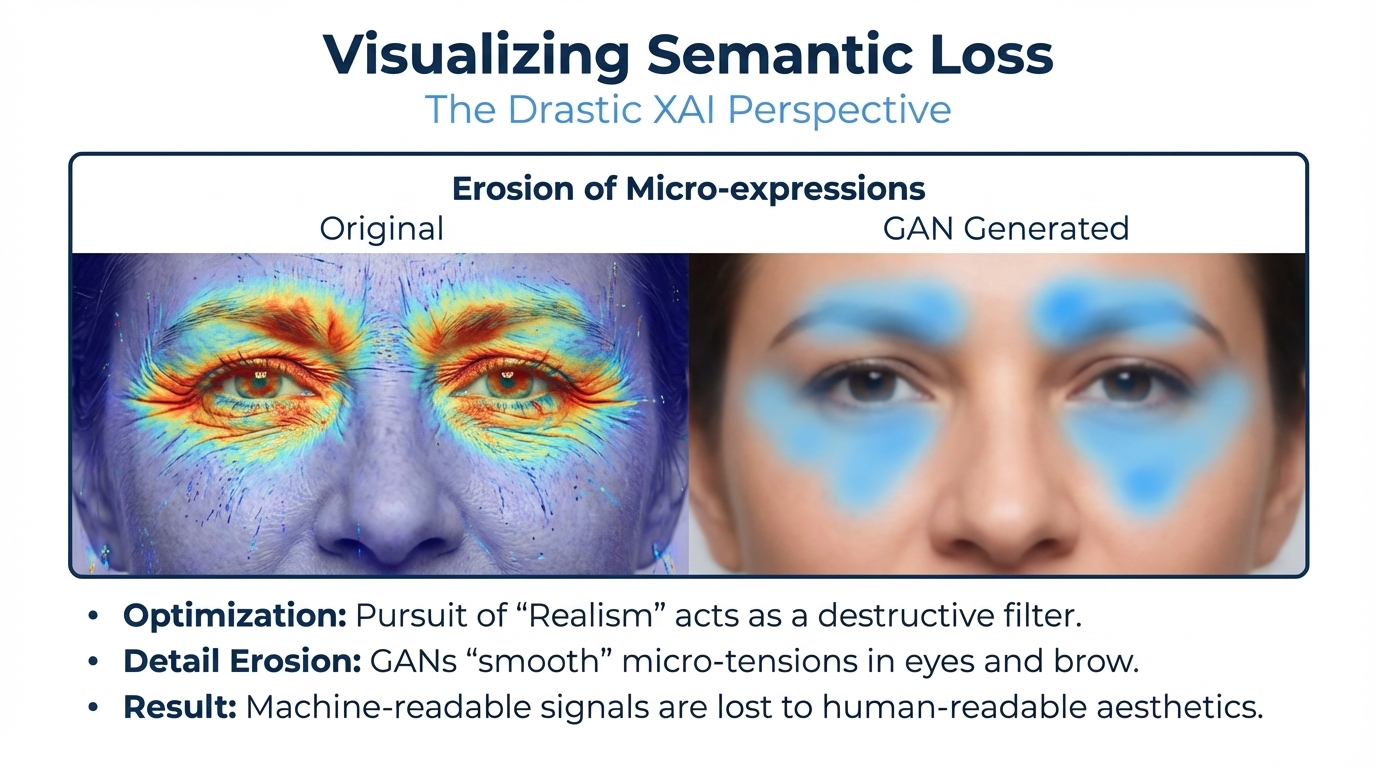 Visualizing Semantic Loss
The Drastic XAI Perspective
Erosion of Micro-expressions
Original
GAN Generated
• Optimization: Pursuit of “Realism” acts as a destructive filter.
• Detail Erosion: GANs “smooth” micro-tensions in eyes and brow.
• Result: Machine-readable signals are lost to human-readable aesthetics.